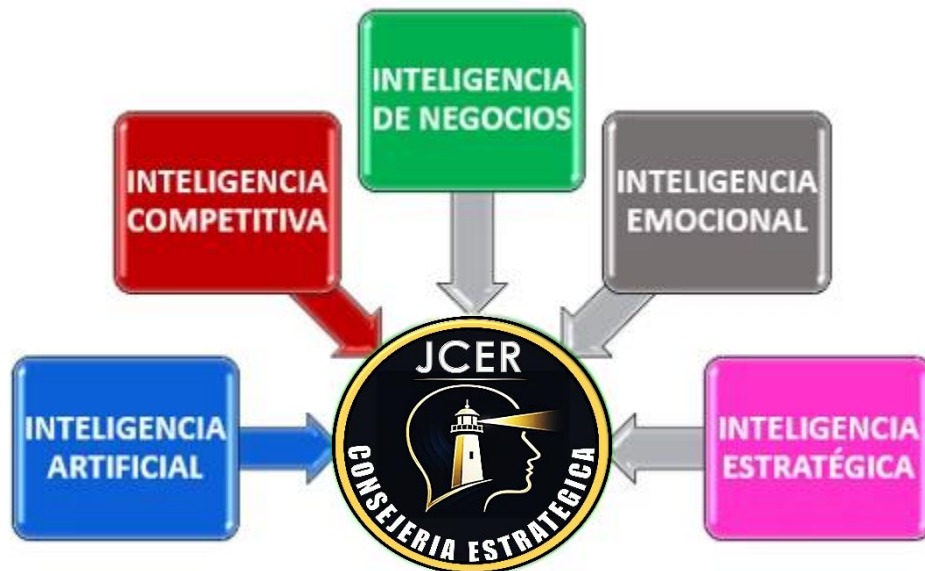 INTELIGENCIA
DE NEGOCIOS
INTELIGENCIA
COMPETITIVA
INTELIGENCIA
EMOCIONAL
INTELIGENCIA
ARTIFICIAL
JCER
CONSEJERIA ESTRATEGICA
INTELIGENCIA
ESTRATÉGICA